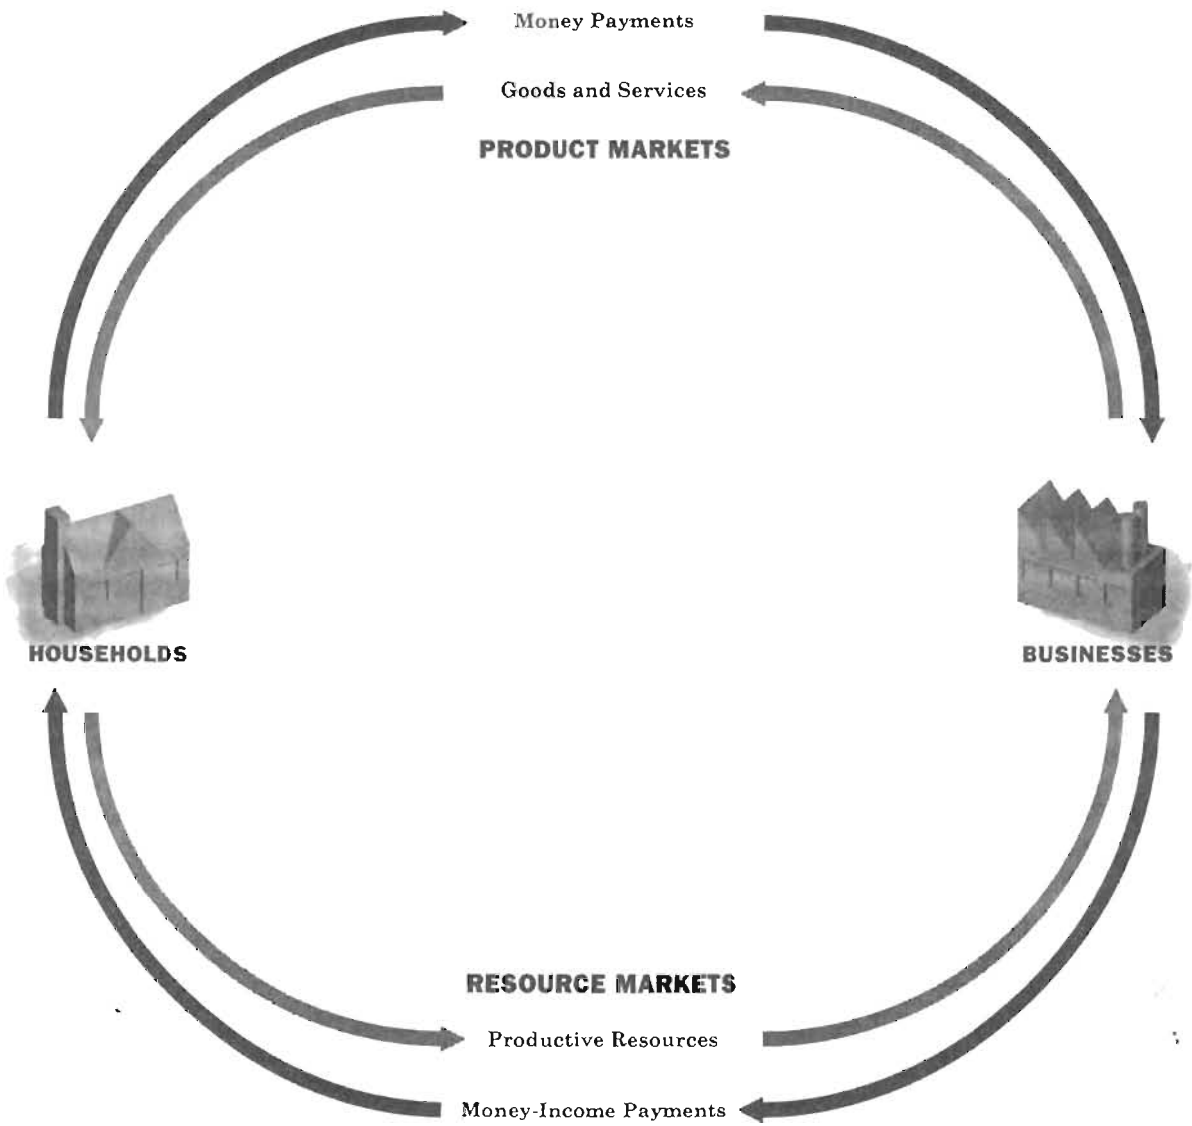 Money Payments
Goods and Services
PRODUCT MARKETS
HOUSEHOLDS
BUSINESSES
RESOURCE MARKETS
Productive Resources
Money-Income Payments